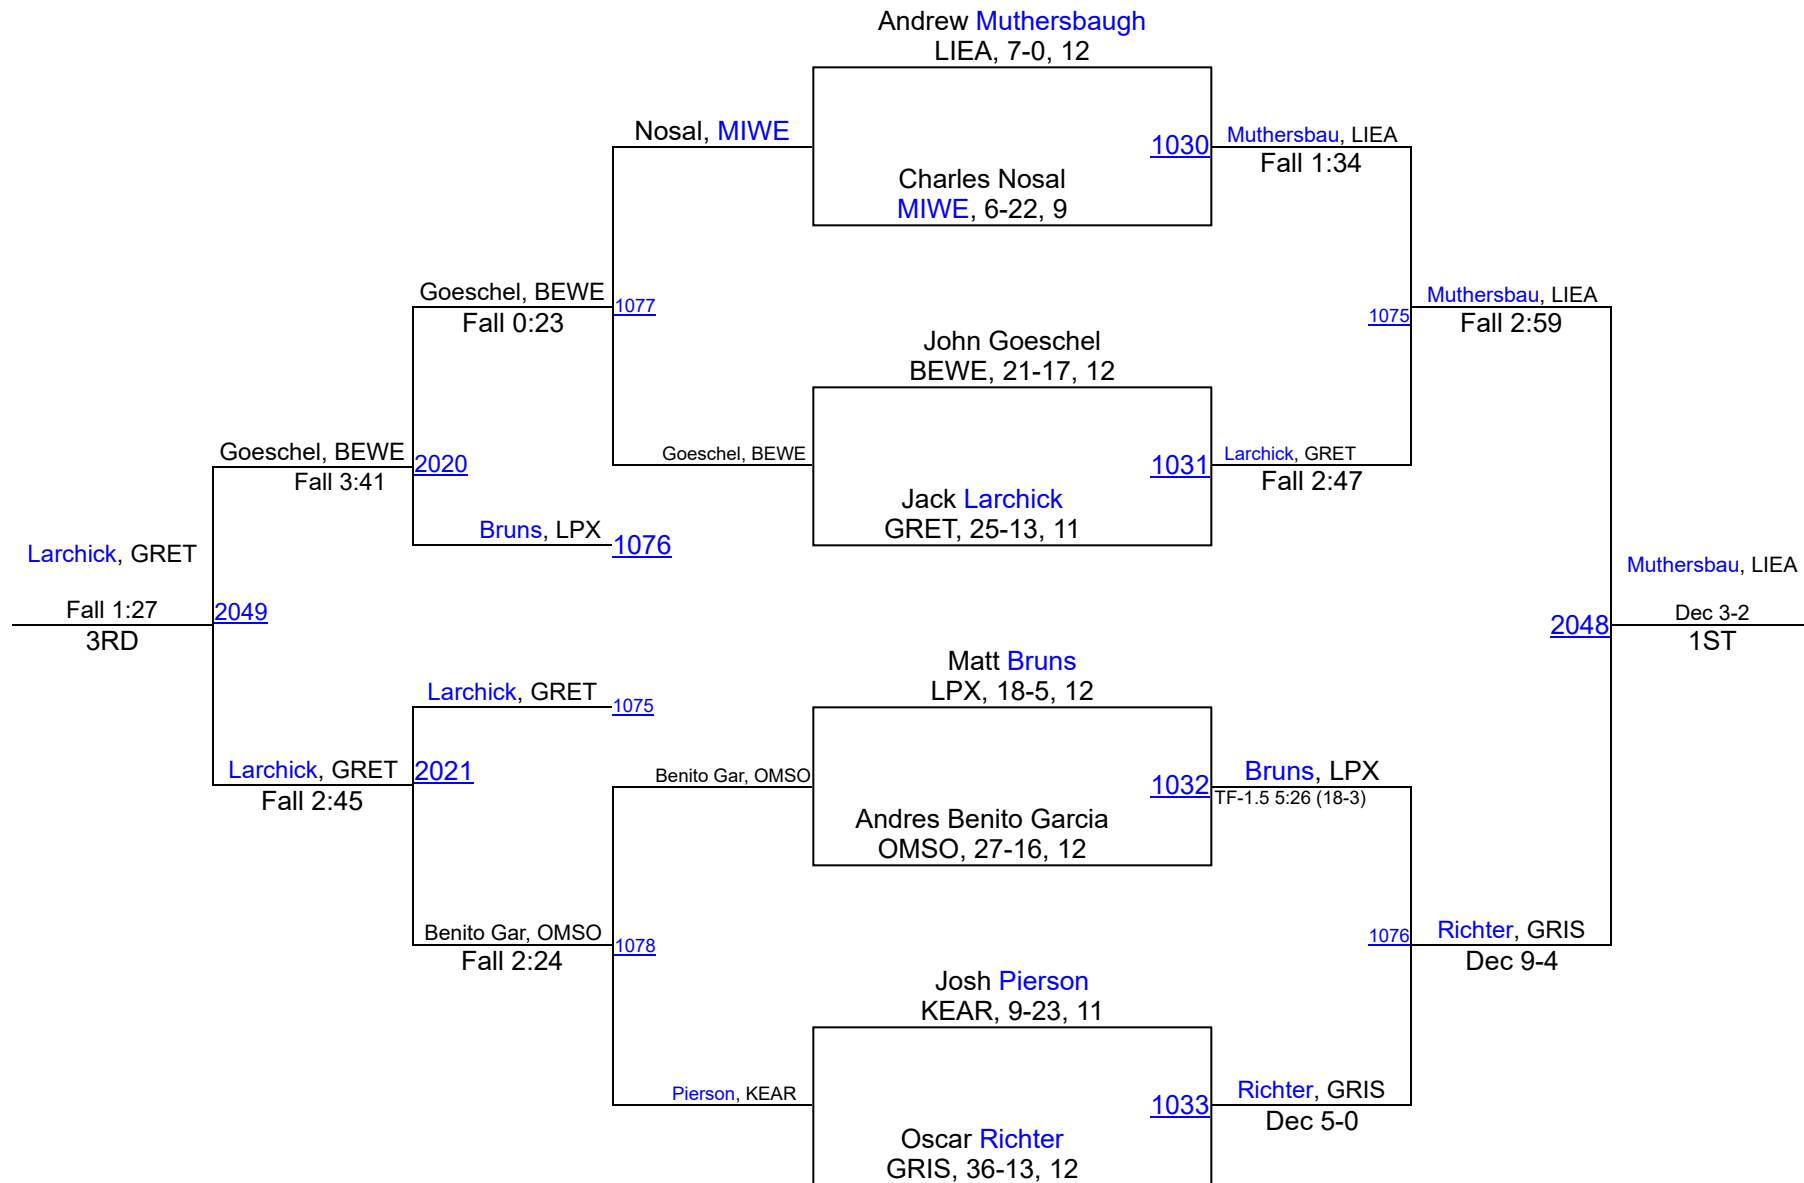 Andrew Muthersbaugh
LIEA, 7-0, 12
Nosal, MIWE
1030
Muthersbau, LIEA
Fall 1:34
Charles Nosal
MIWE, 6-22, 9
Goeschel, BEWE
1077
Fall 0:23
Muthersbau, LIEA
1075
Fall 2:59
John Goeschel
BEWE, 21-17, 12
Goeschel, BEWE
2020
Fall 3:41
Goeschel, BEWE
1031
Larchick, GRET
Fall 2:47
Jack Larchick
GRET, 25-13, 11
Bruns, LPX
1076
Larchick, GRET
Fall 1:27
2049
3RD
Muthersbau, LIEA
2048
Dec 3-2
1ST
Matt Bruns
LPX, 18-5, 12
Larchick, GRET
1075
Larchick, GRET
2021
Fall 2:45
Benito Gar, OMSO
1032
Bruns, LPX
TF-1.5 5:26 (18-3)
Andres Benito Garcia
OMSO, 27-16, 12
Benito Gar, OMSO
1078
Fall 2:24
1076
Richter, GRIS
Dec 9-4
Josh Pierson
KEAR, 9-23, 11
Pierson, KEAR
1033
Richter, GRIS
Dec 5-0
Oscar Richter
GRIS, 36-13, 12